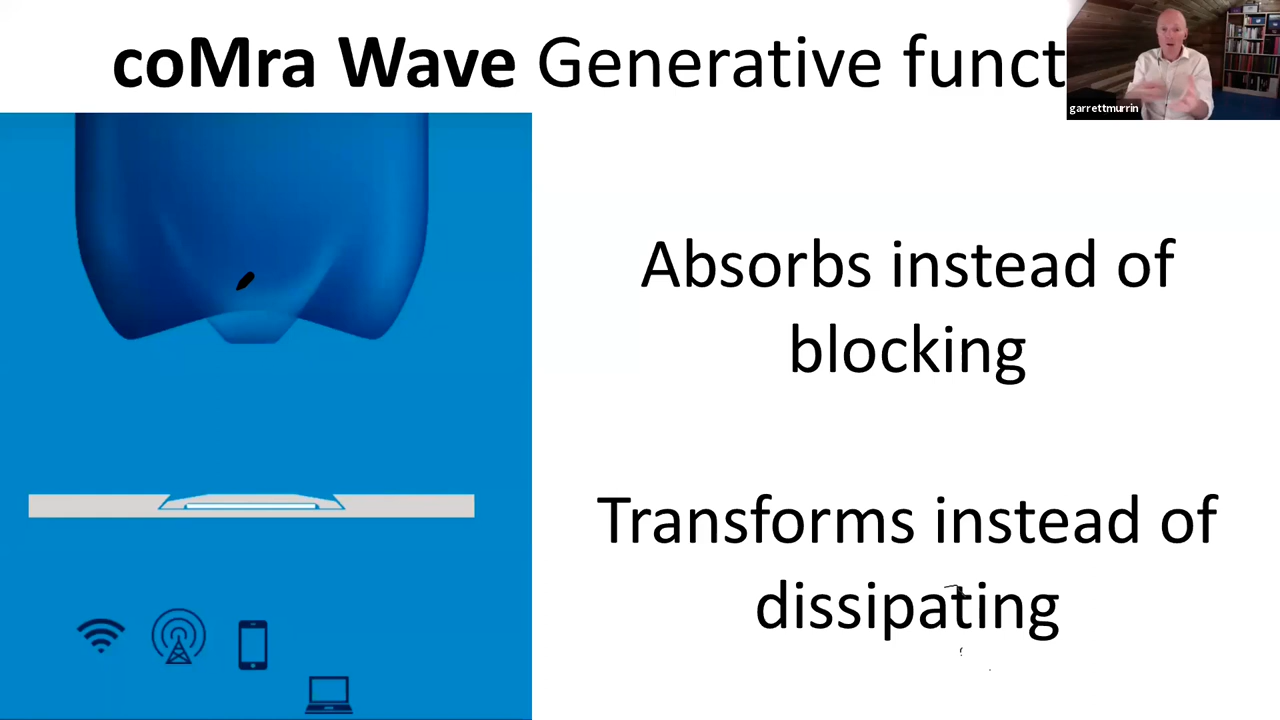 coMra Wave Generative funct
garrettmurrin
Absorbs instead of
blocking
Transforms instead of
dissipating